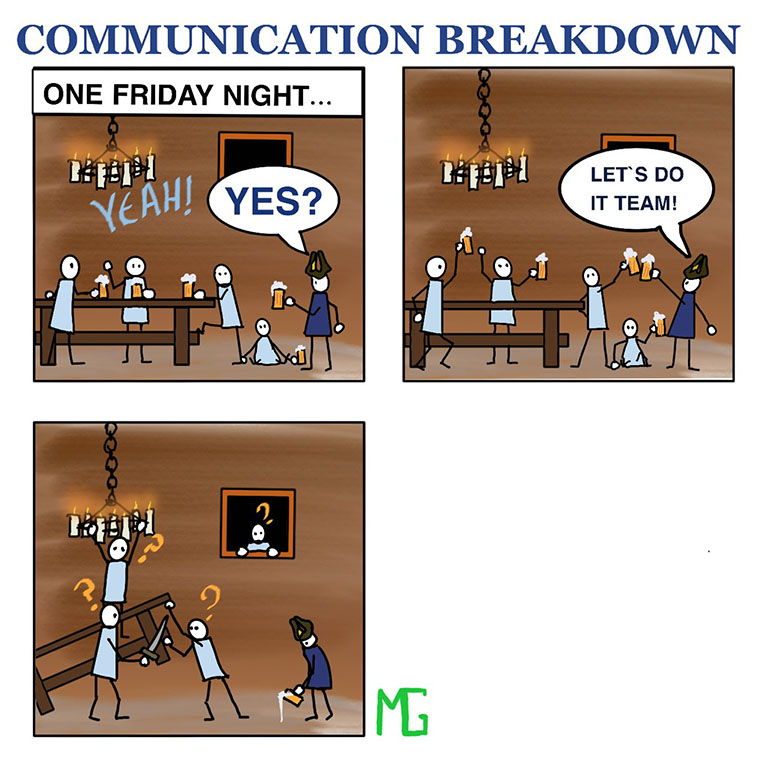 COMMUNICATION BREAKDOWN
ONE FRIDAY NIGHT...
YEAH!
YES?
LET`S DO
IT TEAM!
?
?
?
?
MG